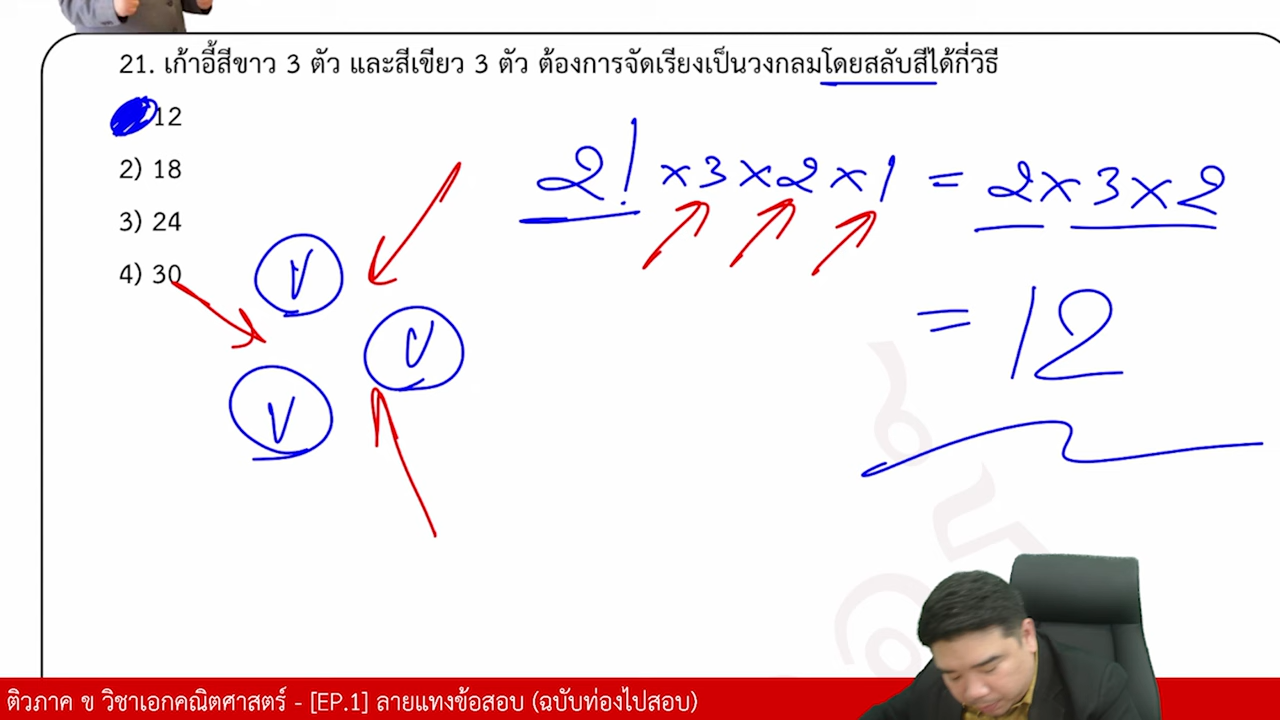 21. เก้าอี้สีขาว 3 ตัว และสีเขียว 3 ตัว ต้องการจัดเรียงเป็นวงกลมโดยสลับสีได้กี่วิธี
12
2) 18
3) 24
4) 30
2! × 3 × 2 × 1 = 2 × 3 × 2
= 12
ข
ข
ข
ติวภาค ข วิชาเอกคณิตศาสตร์ - [EP.1] ลายแทงข้อสอบ (ฉบับท่องไปสอบ)